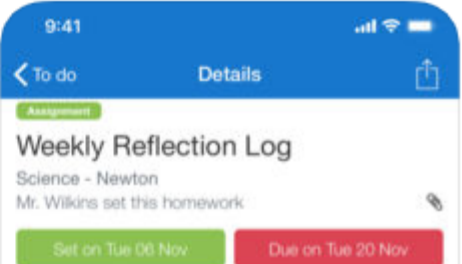 9:41
To do
Details
Assignment
Weekly Reflection Log
Science - Newton
Mr. Wilkins set this homework
Set on Tue 06 Nov
Due on Tue 20 Nov